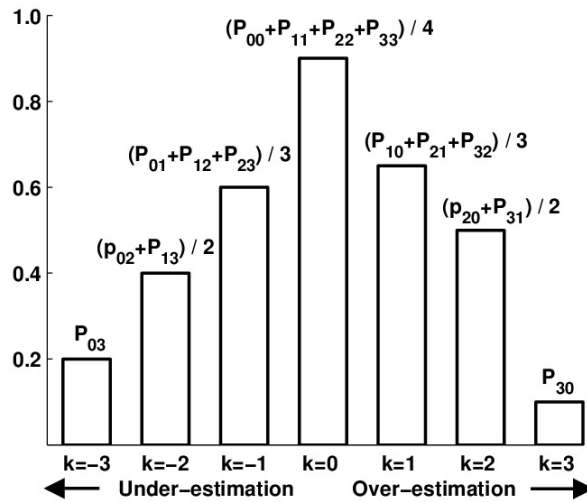 1.0
(P₀₀+P₁₁+P₂₂+P₃₃) / 4
0.8
(P₀₁+P₁₂+P₂₃) / 3
(P₁₀+P₂₁+P₃₂) / 3
0.6
(p₀₂+P₁₃) / 2
(p₂₀+P₃₁) / 2
0.4
P₀₃
0.2
P₃₀
k=−3 k=−2 k=−1 k=0 k=1 k=2 k=3
Under−estimation Over−estimation